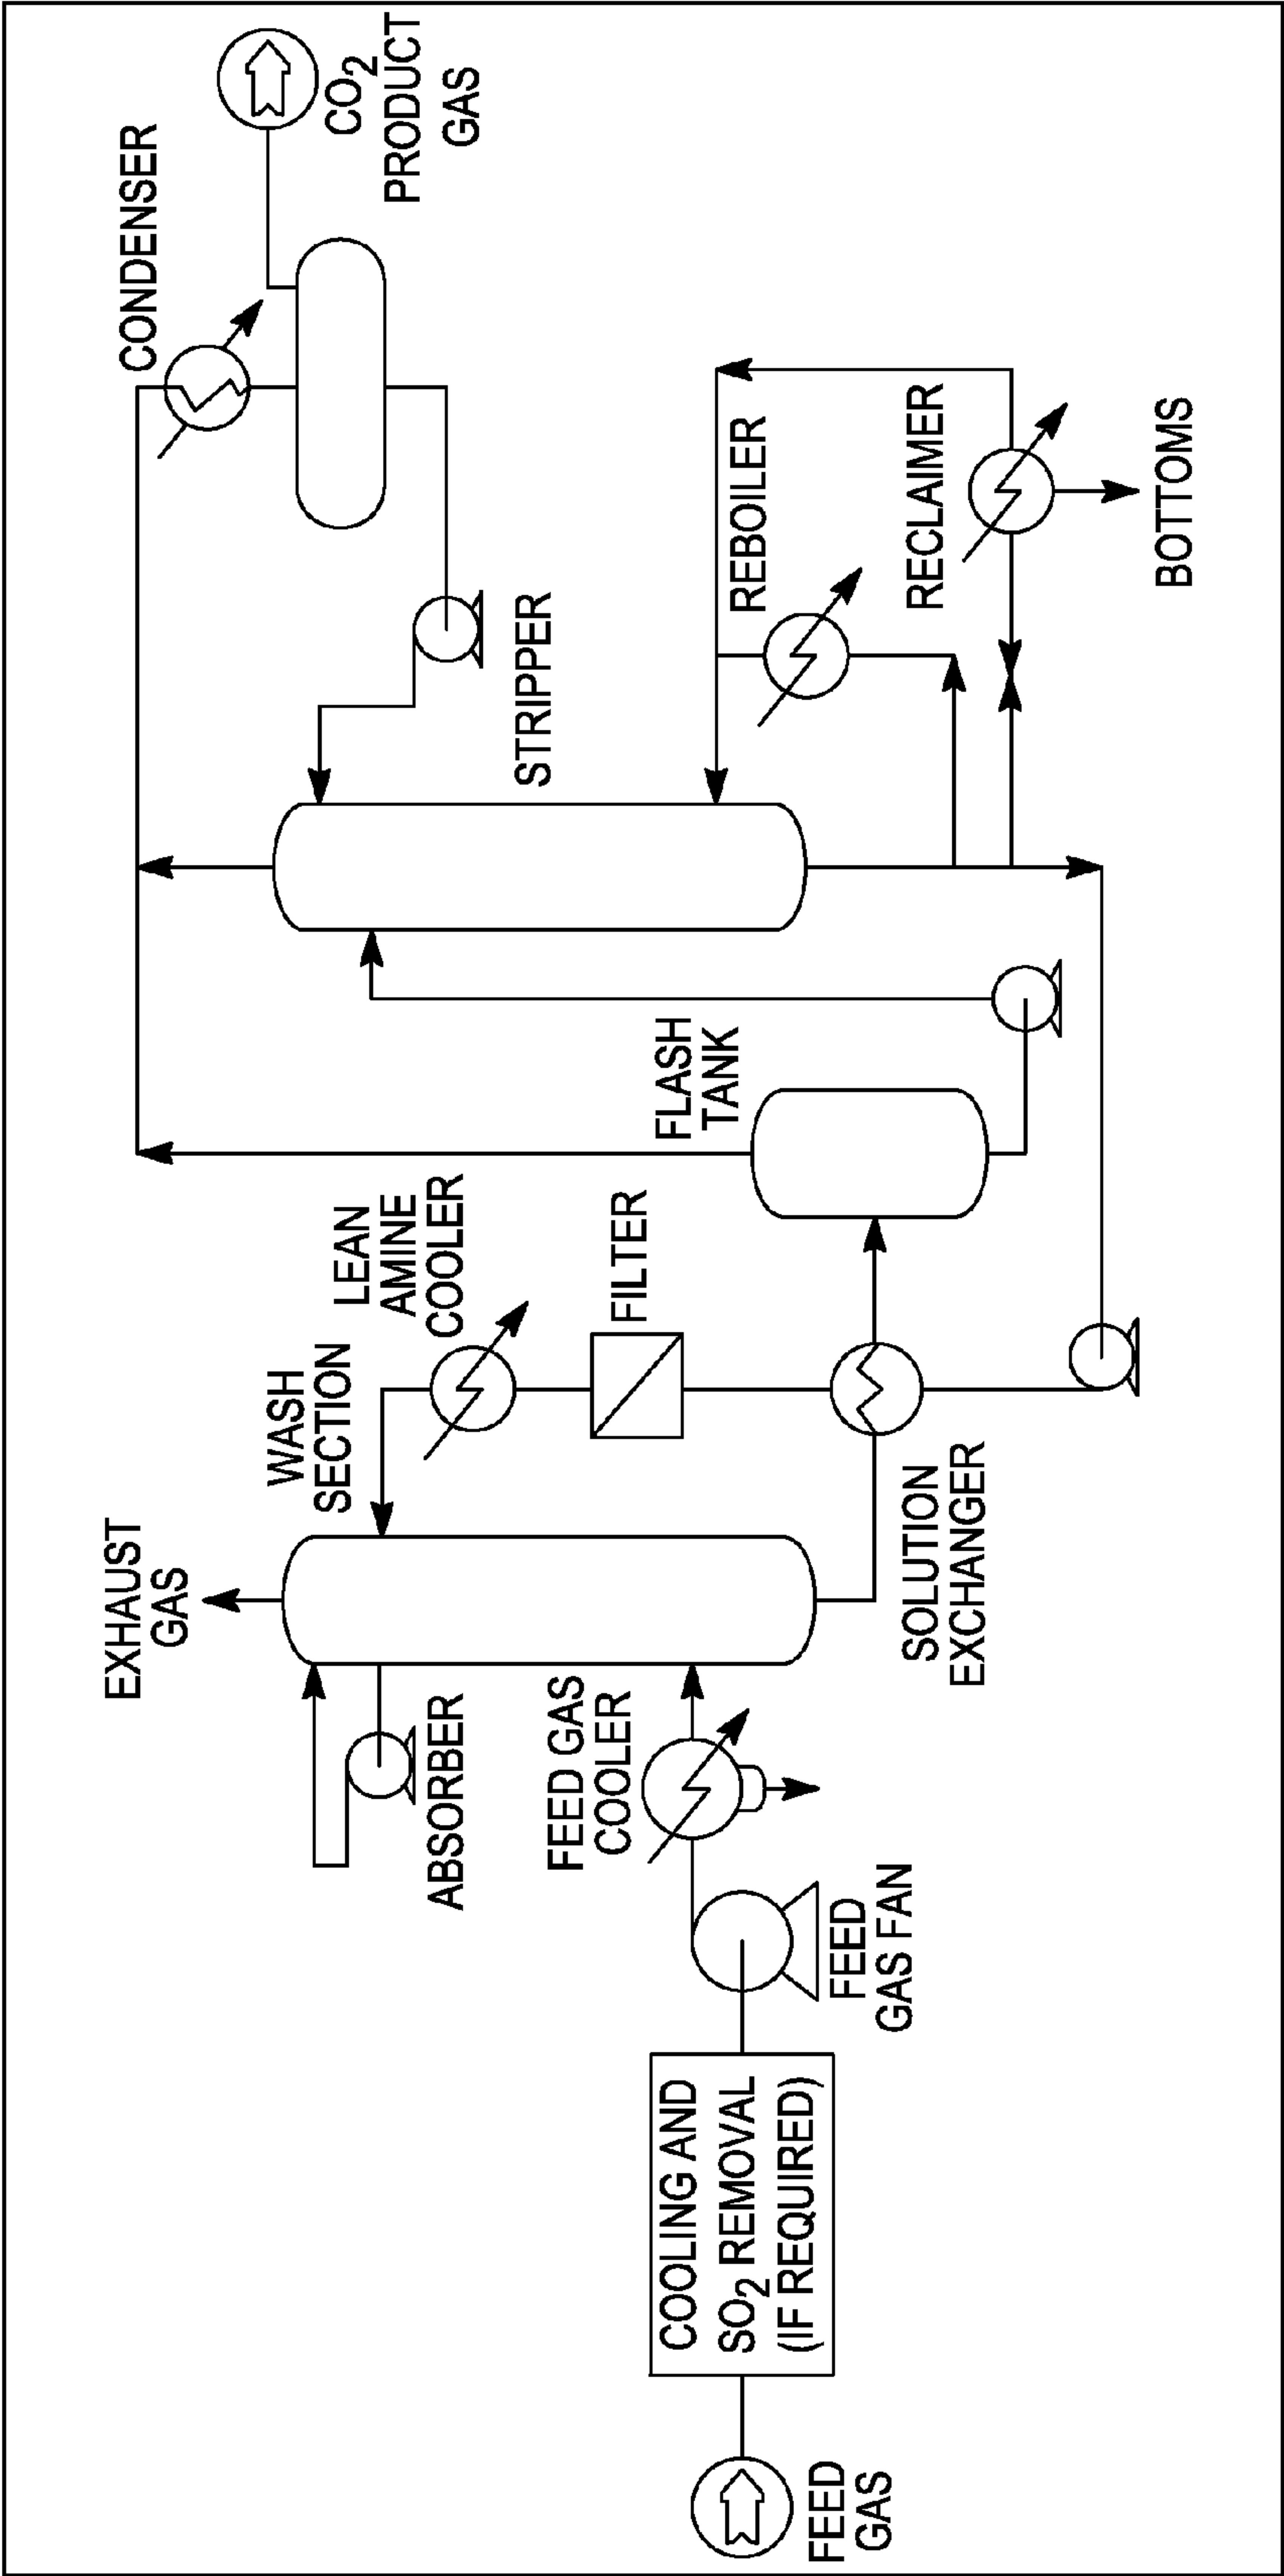 EXHAUST
GAS
WASH
SECTION
LEAN
AMINE
COOLER
CONDENSER
CO2
PRODUCT
GAS
ABSORBER
FILTER
FLASH
TANK
STRIPPER
REBOILER
FEED GAS
COOLER
RECLAIMER
COOLING AND
SO2 REMOVAL
(IF REQUIRED)
FEED
GAS
FEED
GAS FAN
SOLUTION
EXCHANGER
BOTTOMS